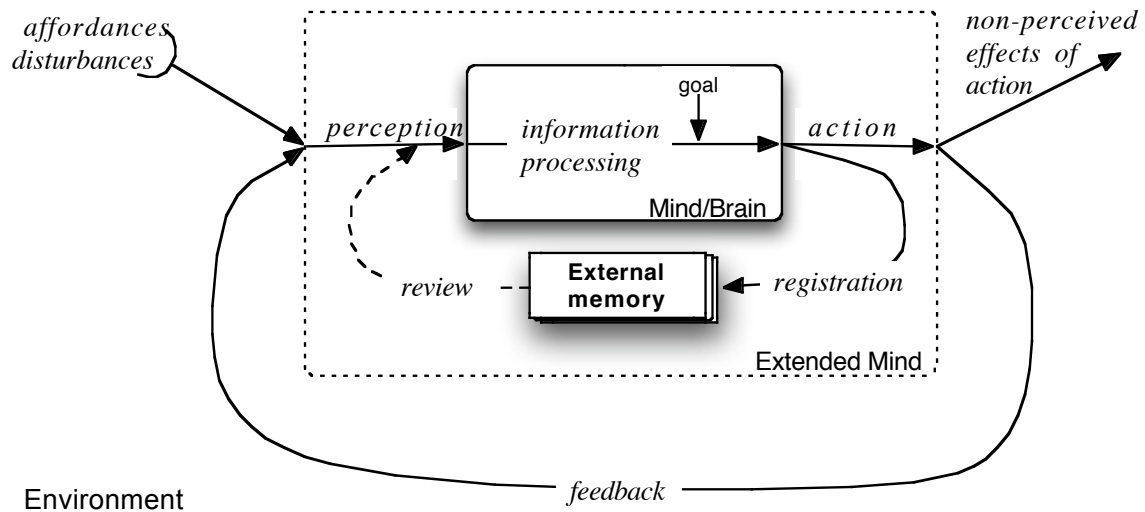 affordances
disturbances
non-perceived
effects of
action
goal
perception
information
processing
action
Mind/Brain
External
memory
review
registration
Extended Mind
feedback
Environment